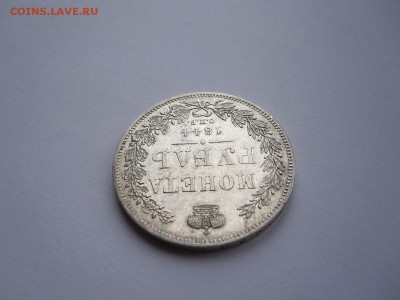 COINS.LAVE.RU
МОНЕТА
РУБЛЬ
1844
С.П.Б.